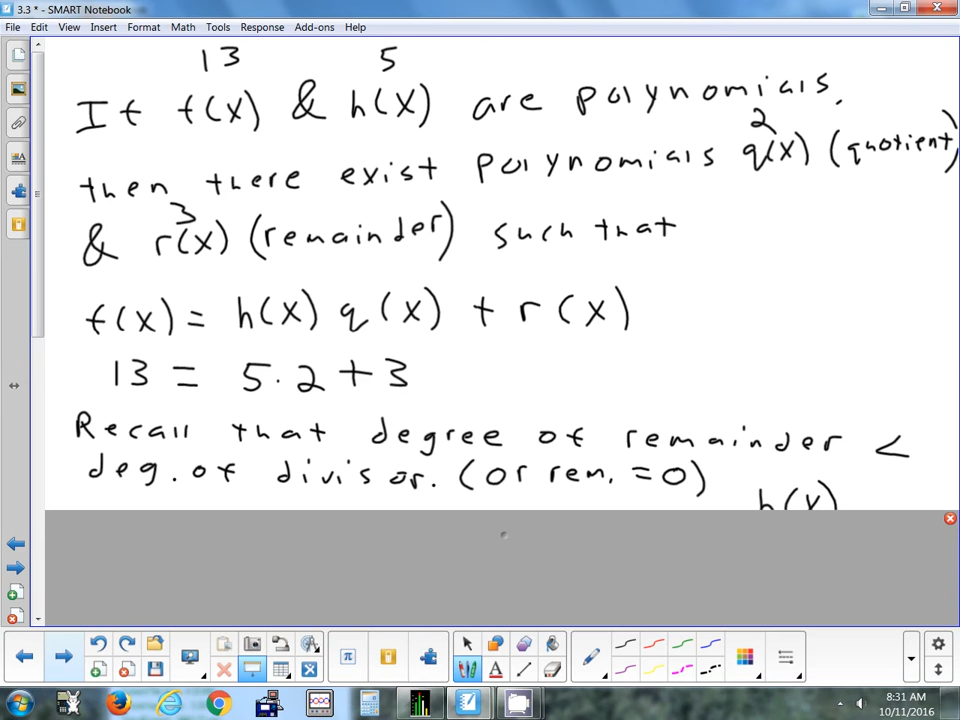 3.3 * - SMART Notebook
File Edit View Insert Format Math Tools Response Add-ons Help
13 5
If f(x) & h(x) are polynomials,
2
then there exist polynomials q(x) (quotient)
3
& r(x) (remainder) such that
f(x) = h(x) q(x) + r(x)
13 = 5·2+3
Recall that degree of remainder <
deg. of divisor. (or rem. = 0)
h(x)
π
A
8:31 AM
10/11/2016